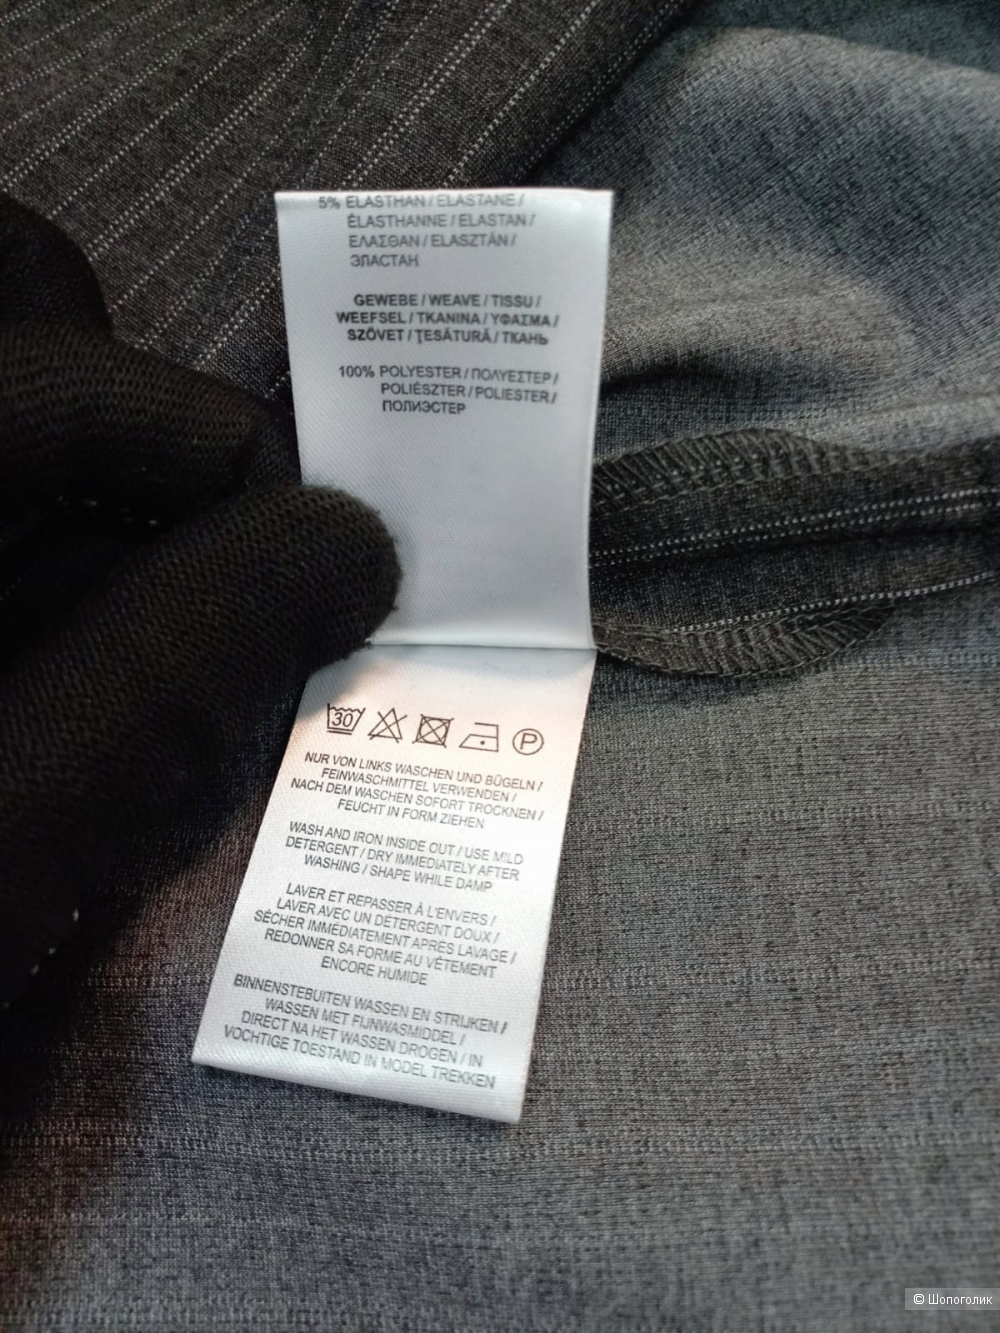 5% ELASTHAN / ELASTANE /
ÉLASTHANNE / ELASTAN /
ΕΛΑΣΘΑΝ / ELASZTÁN /
ЭЛАСТАН
GEWEBE / WEAVE / TISSU /
WEEFSEL / TKANINA / ΥΦΑΣΜΑ /
SZÖVET / ŢESĂTURĂ / ТКАНЬ
100% POLYESTER / ΠΟΛΥΕΣΤΕΡ /
POLIÉSZTER / POLIESTER /
ПОЛИЭСТЕР
30 P
NUR VON LINKS WASCHEN UND BÜGELN /
FEINWASCHMITTEL VERWENDEN /
NACH DEM WASCHEN SOFORT TROCKNEN /
FEUCHT IN FORM ZIEHEN
WASH AND IRON INSIDE OUT / USE MILD
DETERGENT / DRY IMMEDIATELY AFTER
WASHING / SHAPE WHILE DAMP
LAVER ET REPASSER À L'ENVERS /
LAVER AVEC UN DÉTERGENT DOUX /
SÉCHER IMMÉDIATEMENT APRÈS LAVAGE /
REDONNER SA FORME AU VÊTEMENT
ENCORE HUMIDE
BINNENSTEBUITEN WASSEN EN STRIJKEN /
WASSEN MET FIJNWASMIDDEL /
DIRECT NA HET WASSEN DROGEN / IN
VOCHTIGE TOESTAND IN MODEL TREKKEN
© Шопоголик